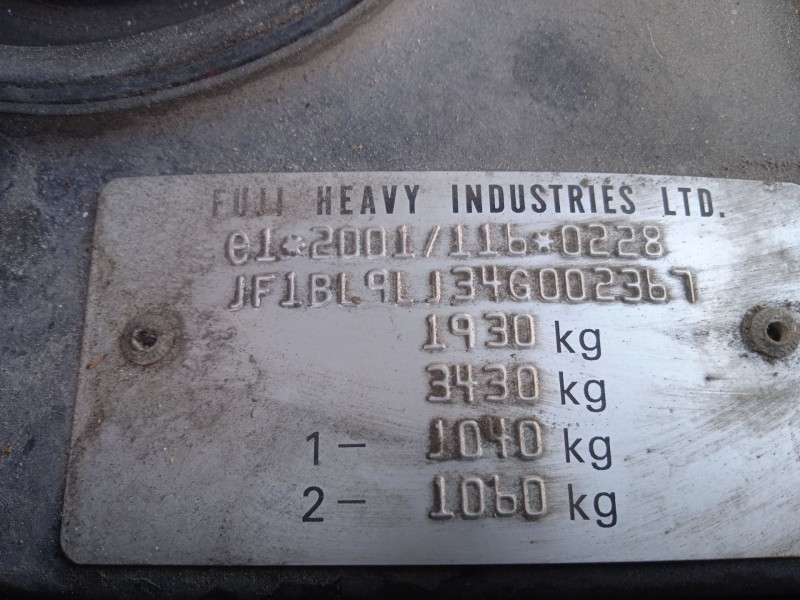 FUJI HEAVY INDUSTRIES LTD.
e1*2001/116*0228
JF1BL9LJ34G002367
1930 kg
3430 kg
1- 1040 kg
2- 1060 kg